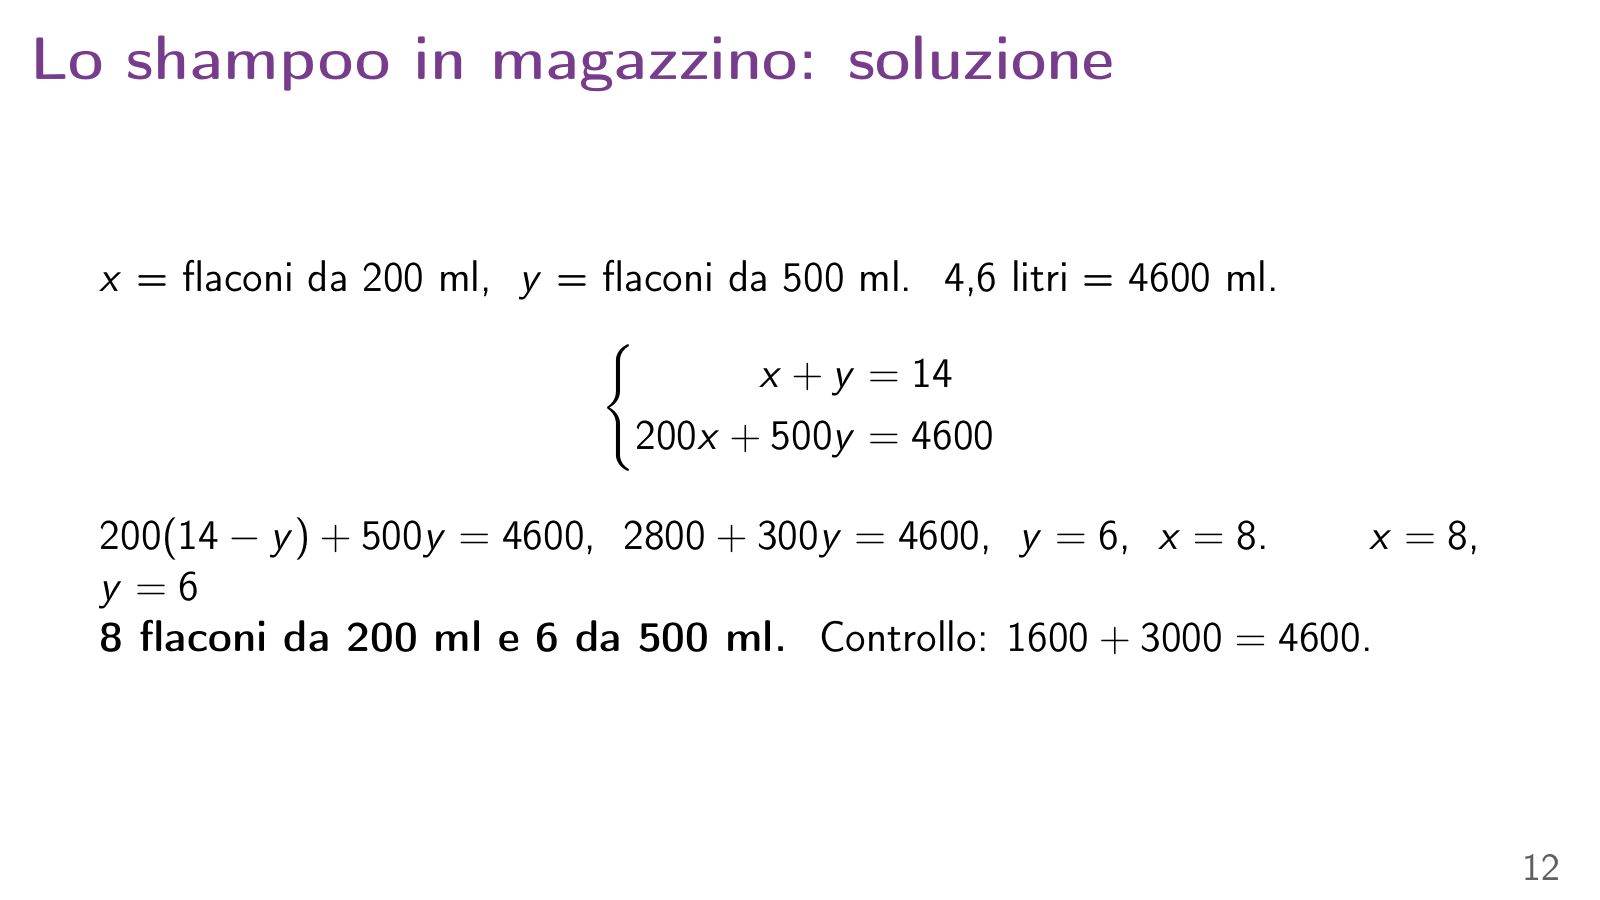 Lo shampoo in magazzino: soluzione
x = flaconi da 200 ml, y = flaconi da 500 ml. 4,6 litri = 4600 ml.
x + y = 14
200x + 500y = 4600
200(14 − y) + 500y = 4600, 2800 + 300y = 4600, y = 6, x = 8. x = 8,
y = 6
8 flaconi da 200 ml e 6 da 500 ml. Controllo: 1600 + 3000 = 4600.
12